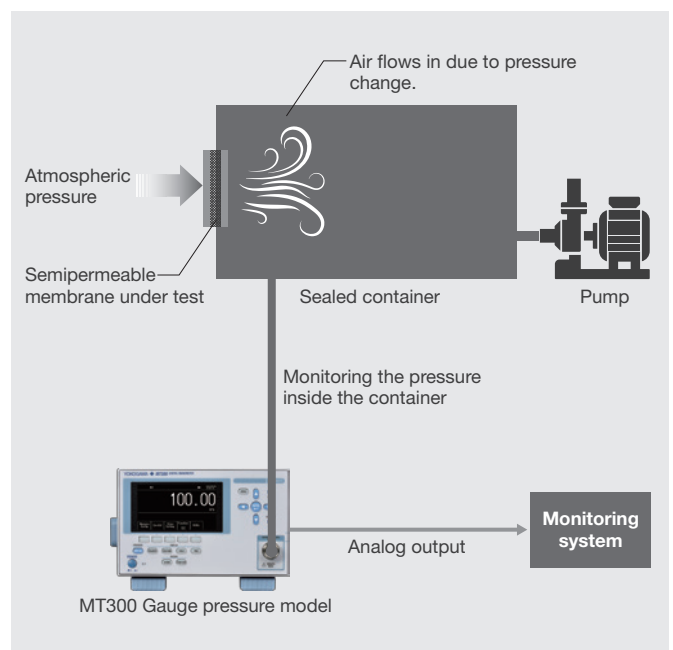 Air flows in due to pressure
change.
Atmospheric
pressure
Semipermeable
membrane under test
Sealed container
Pump
Monitoring the pressure
inside the container
YOKOGAWA
100.00
Monitoring
system
Analog output
MT300 Gauge pressure model